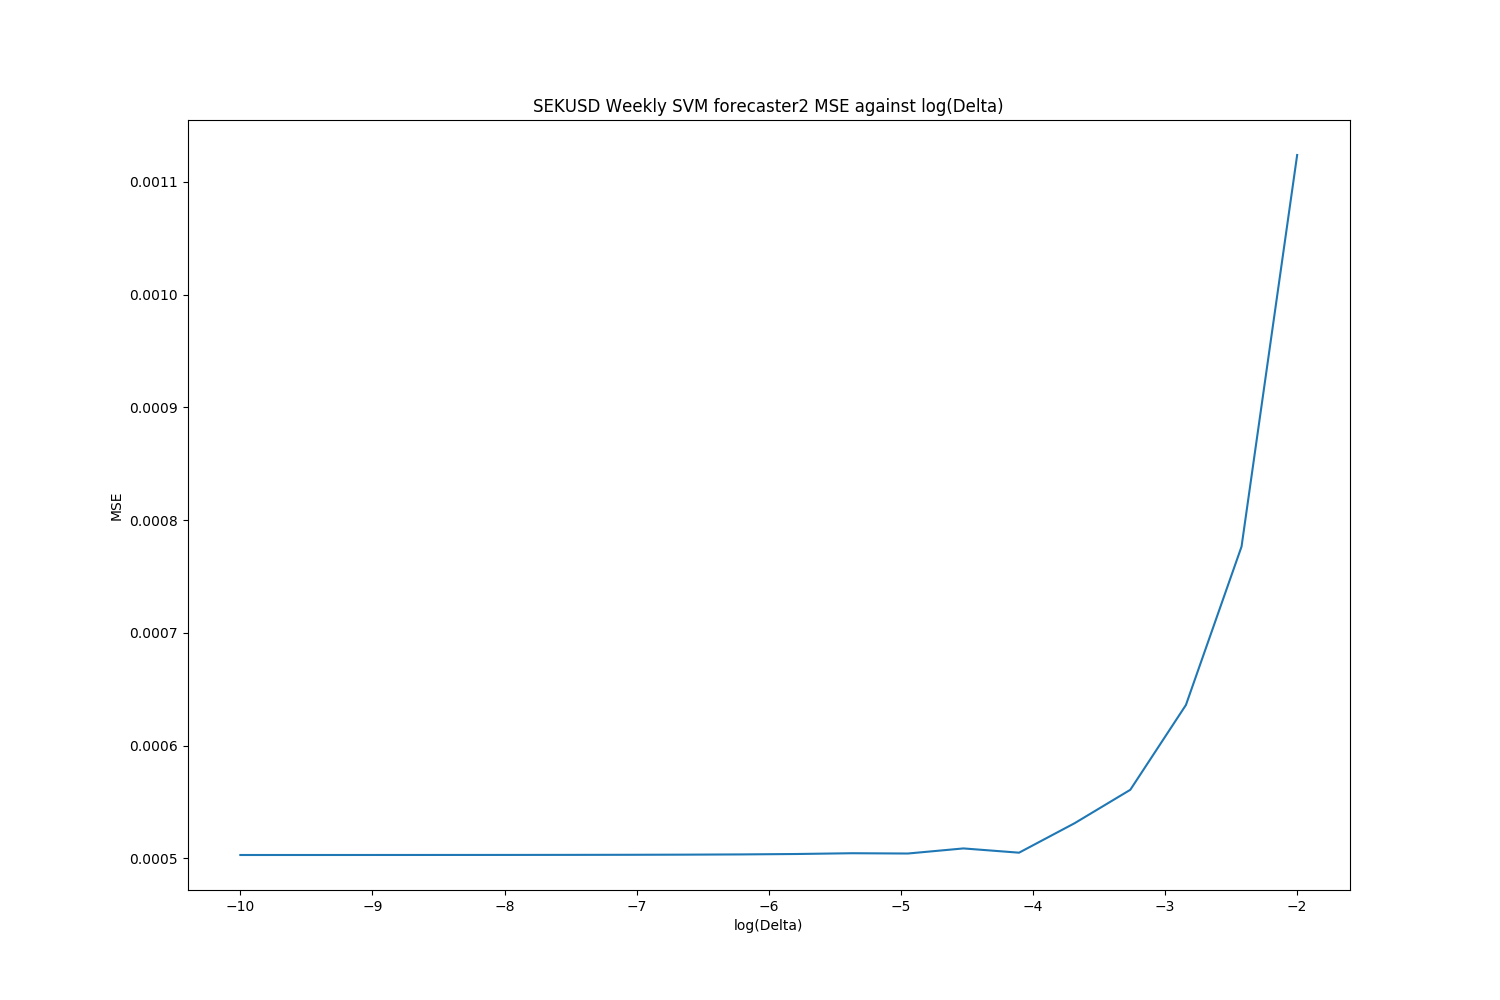 SEKUSD Weekly SVM forecaster2 MSE against log(Delta)
0.0011
0.0010
0.0009
0.0008
0.0007
0.0006
0.0005
MSE
−10 −9 −8 −7 −6 −5 −4 −3 −2
log(Delta)